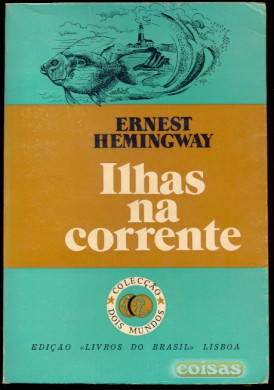 ERNEST
HEMINGWAY
Ilhas
na
corrente
COLECÇÃO
DOIS MUNDOS
EDIÇÃO «LIVROS DO BRASIL» LISBOA
coisas